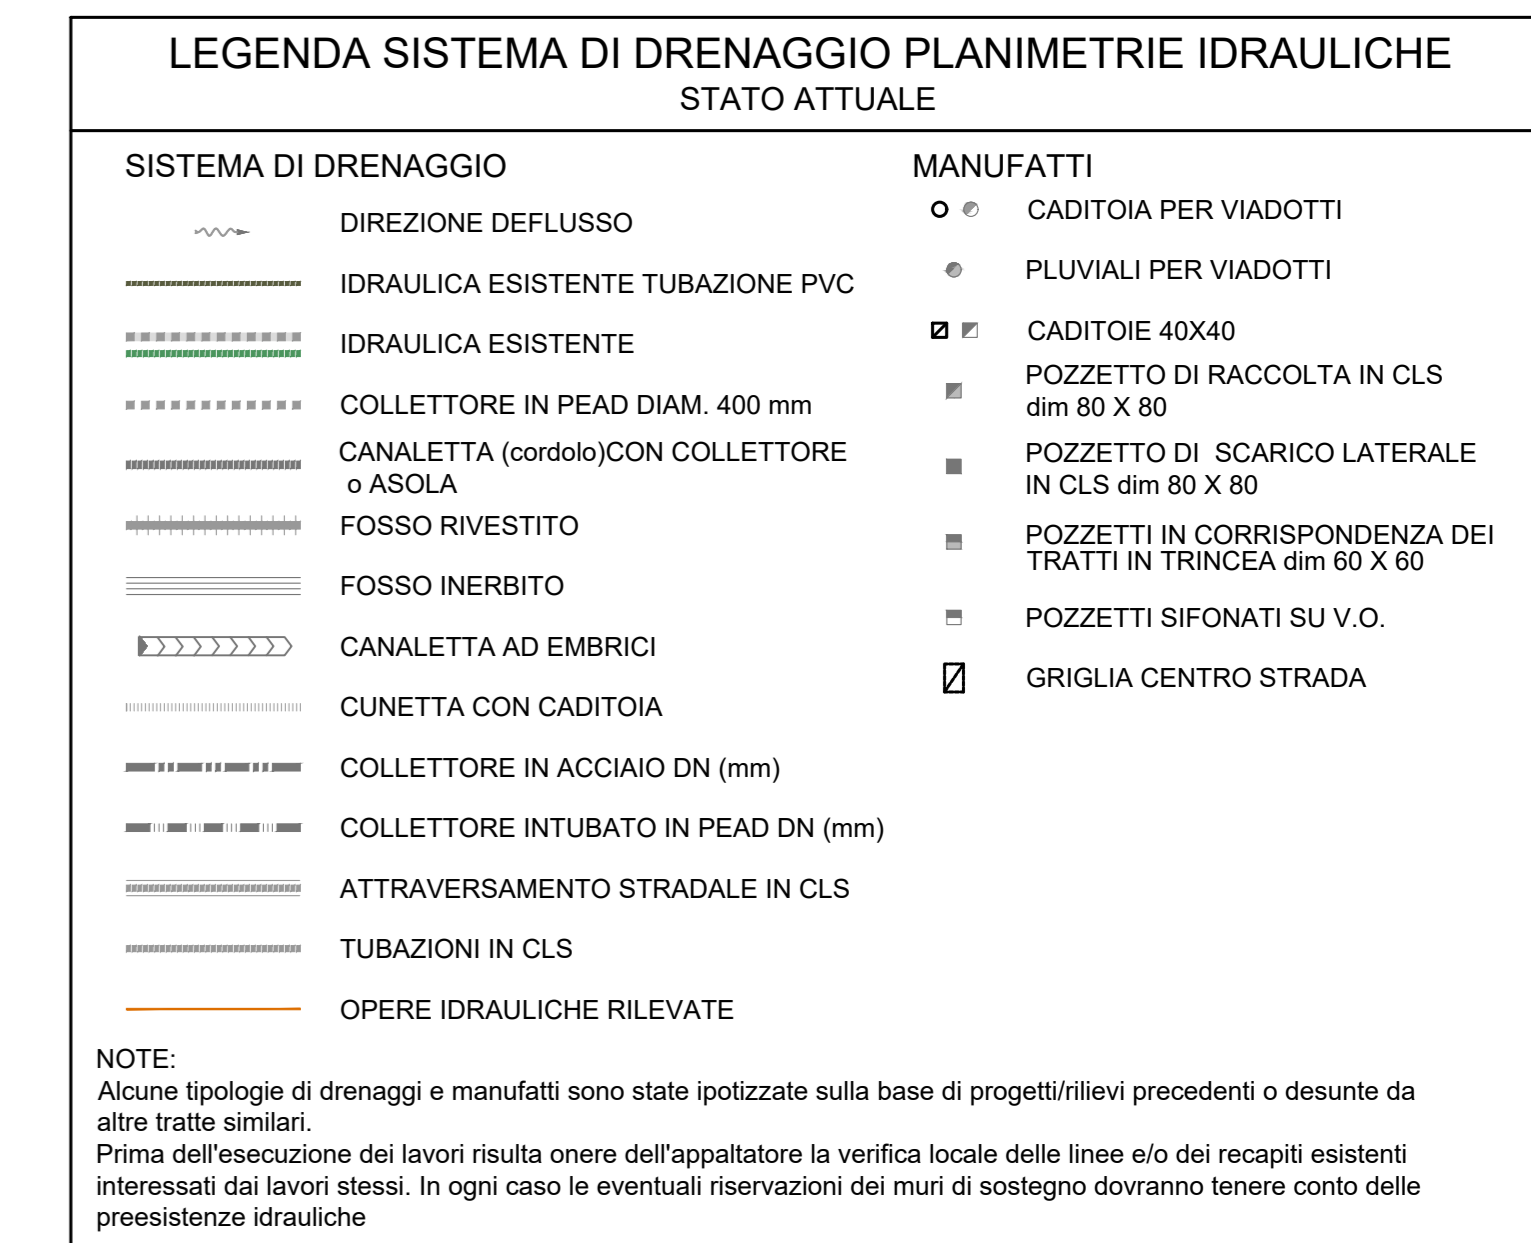 LEGENDA SISTEMA DI DRENAGGIO PLANIMETRIE IDRAULICHE
STATO ATTUALE
SISTEMA DI DRENAGGIO
DIREZIONE DEFLUSSO
IDRAULICA ESISTENTE TUBAZIONE PVC
IDRAULICA ESISTENTE
COLLETTORE IN PEAD DIAM. 400 mm
CANALETTA (cordolo)CON COLLETTORE
o ASOLA
FOSSO RIVESTITO
FOSSO INERBITO
CANALETTA AD EMBRICI
CUNETTA CON CADITOIA
COLLETTORE IN ACCIAIO DN (mm)
COLLETTORE INTUBATO IN PEAD DN (mm)
ATTRAVERSAMENTO STRADALE IN CLS
TUBAZIONI IN CLS
OPERE IDRAULICHE RILEVATE
MANUFATTI
CADITOIA PER VIADOTTI
PLUVIALI PER VIADOTTI
CADITOIE 40X40
POZZETTO DI RACCOLTA IN CLS
dim 80 X 80
POZZETTO DI SCARICO LATERALE
IN CLS dim 80 X 80
POZZETTI IN CORRISPONDENZA DEI
TRATTI IN TRINCEA dim 60 X 60
POZZETTI SIFONATI SU V.O.
GRIGLIA CENTRO STRADA
NOTE:
Alcune tipologie di drenaggi e manufatti sono state ipotizzate sulla base di progetti/rilievi precedenti o desunte da
altre tratte similari.
Prima dell'esecuzione dei lavori risulta onere dell'appaltatore la verifica locale delle linee e/o dei recapiti esistenti
interessati dai lavori stessi. In ogni caso le eventuali riservazioni dei muri di sostegno dovranno tenere conto delle
preesistenze idrauliche